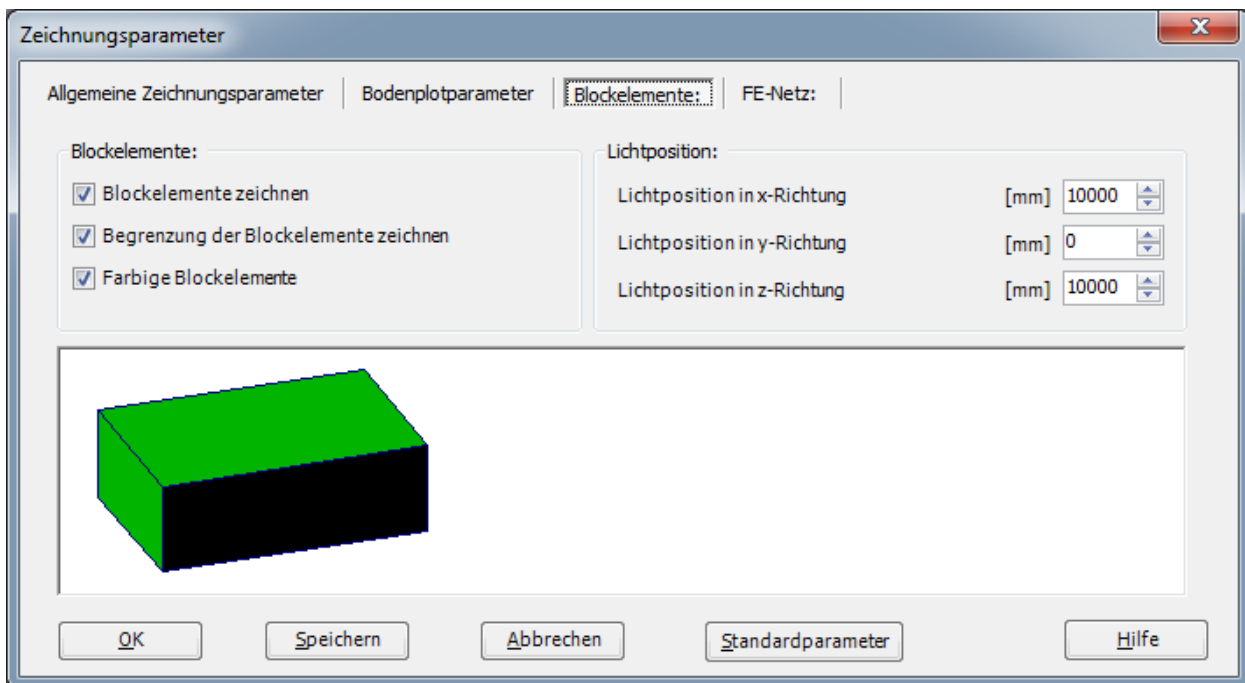 Zeichnungsparameter
Allgemeine Zeichnungsparameter Bodenplotparameter Blockelemente: FE-Netz:
Blockelemente:
Blockelemente zeichnen
Begrenzung der Blockelemente zeichnen
Farbige Blockelemente
Lichtposition:
Lichtposition in x-Richtung [mm] 10000
Lichtposition in y-Richtung [mm] 0
Lichtposition in z-Richtung [mm] 10000
OK Speichern Abbrechen Standardparameter Hilfe